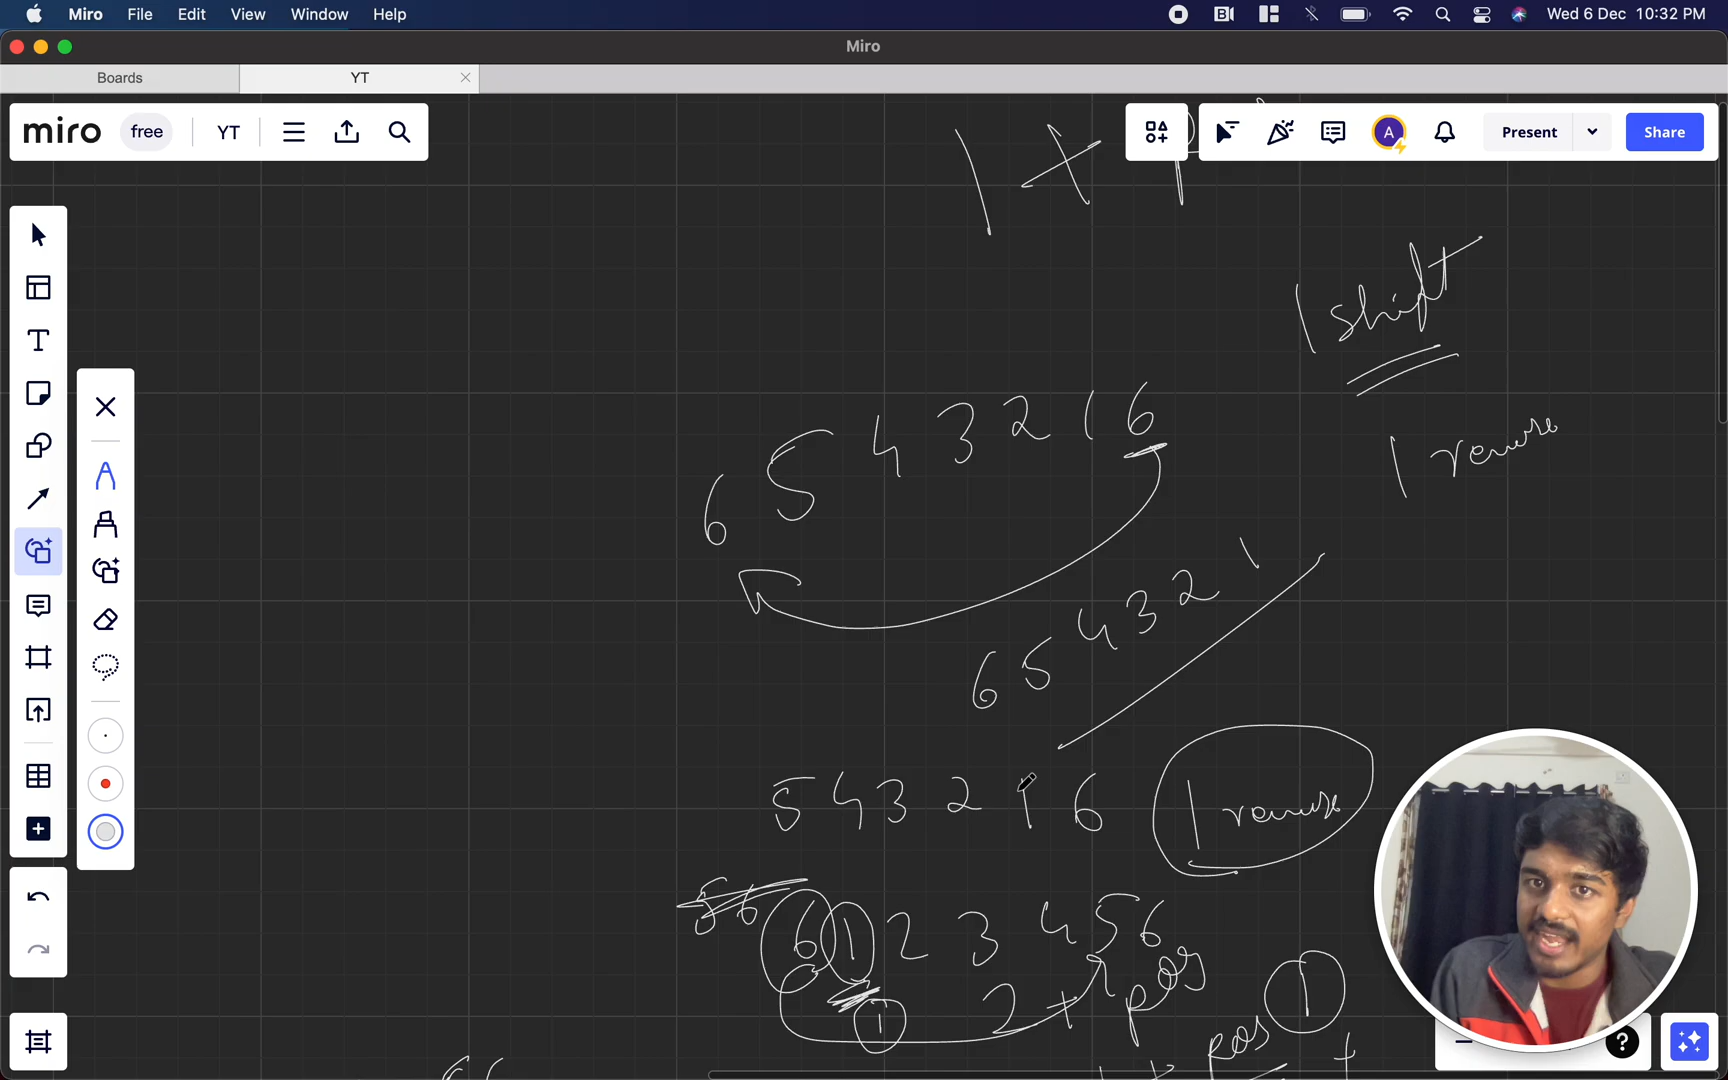 Miro File Edit View Window Help Wed 6 Dec 10:32 PM
Miro
Boards YT
miro free YT Present Share
A
T
1 +
1 shift
6 5 4 3 2 1 6
1 reverse
6 5 4 3 2 1
5 4 3 2 1 6 1 reverse
5 6 6 1 2 3 4 5 6
1 2 + pos 1
+ pos
?